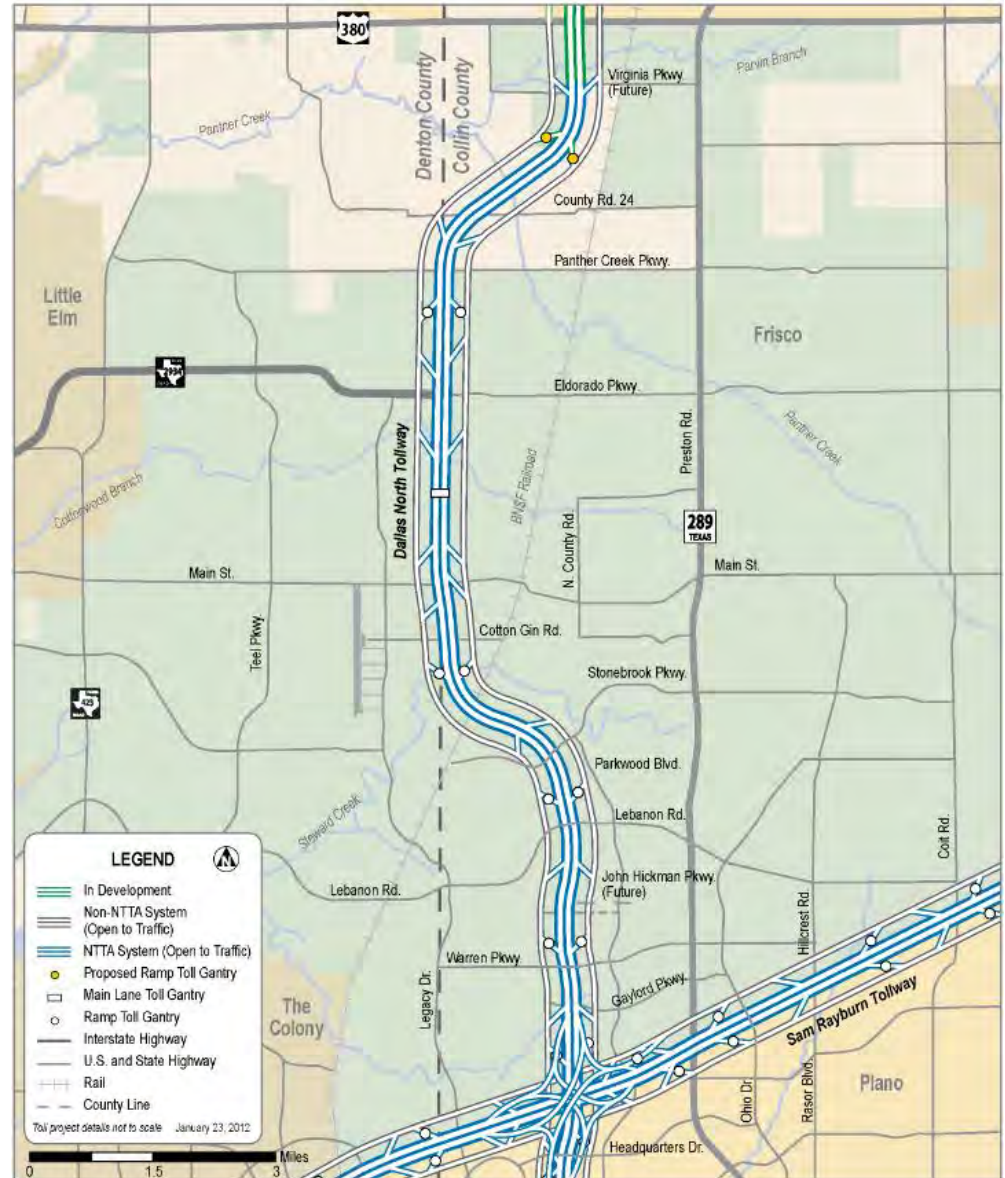 380
Virginia Pkwy.
(Future)
Parvin Branch
Panther Creek
Denton County
Collin County
County Rd. 24
Panther Creek Pkwy.
Little
Elm
Frisco
2934
Eldorado Pkwy.
Preston Rd.
Panther Creek
Dallas North Tollway
BNSF Railroad
Cottonwood Branch
N. County Rd.
289
TEXAS
Main St.
Main St.
Cotton Gin Rd.
Teel Pkwy.
Stonebrook Pkwy.
423
Parkwood Blvd.
Lebanon Rd.
Steward Creek
Coit Rd.
John Hickman Pkwy.
(Future)
Lebanon Rd.
Hillcrest Rd.
Warren Pkwy.
Gaylord Pkwy.
Legacy Dr.
The
Colony
Sam Rayburn Tollway
Plano
Ohio Dr.
Rasor Blvd.
Headquarters Dr.
LEGEND
N
In Development
Non-NTTA System
(Open to Traffic)
NTTA System (Open to Traffic)
Proposed Ramp Toll Gantry
Main Lane Toll Gantry
Ramp Toll Gantry
Interstate Highway
U.S. and State Highway
Rail
County Line
Toll project details not to scale January 23, 2012
Miles
0 1.5 3